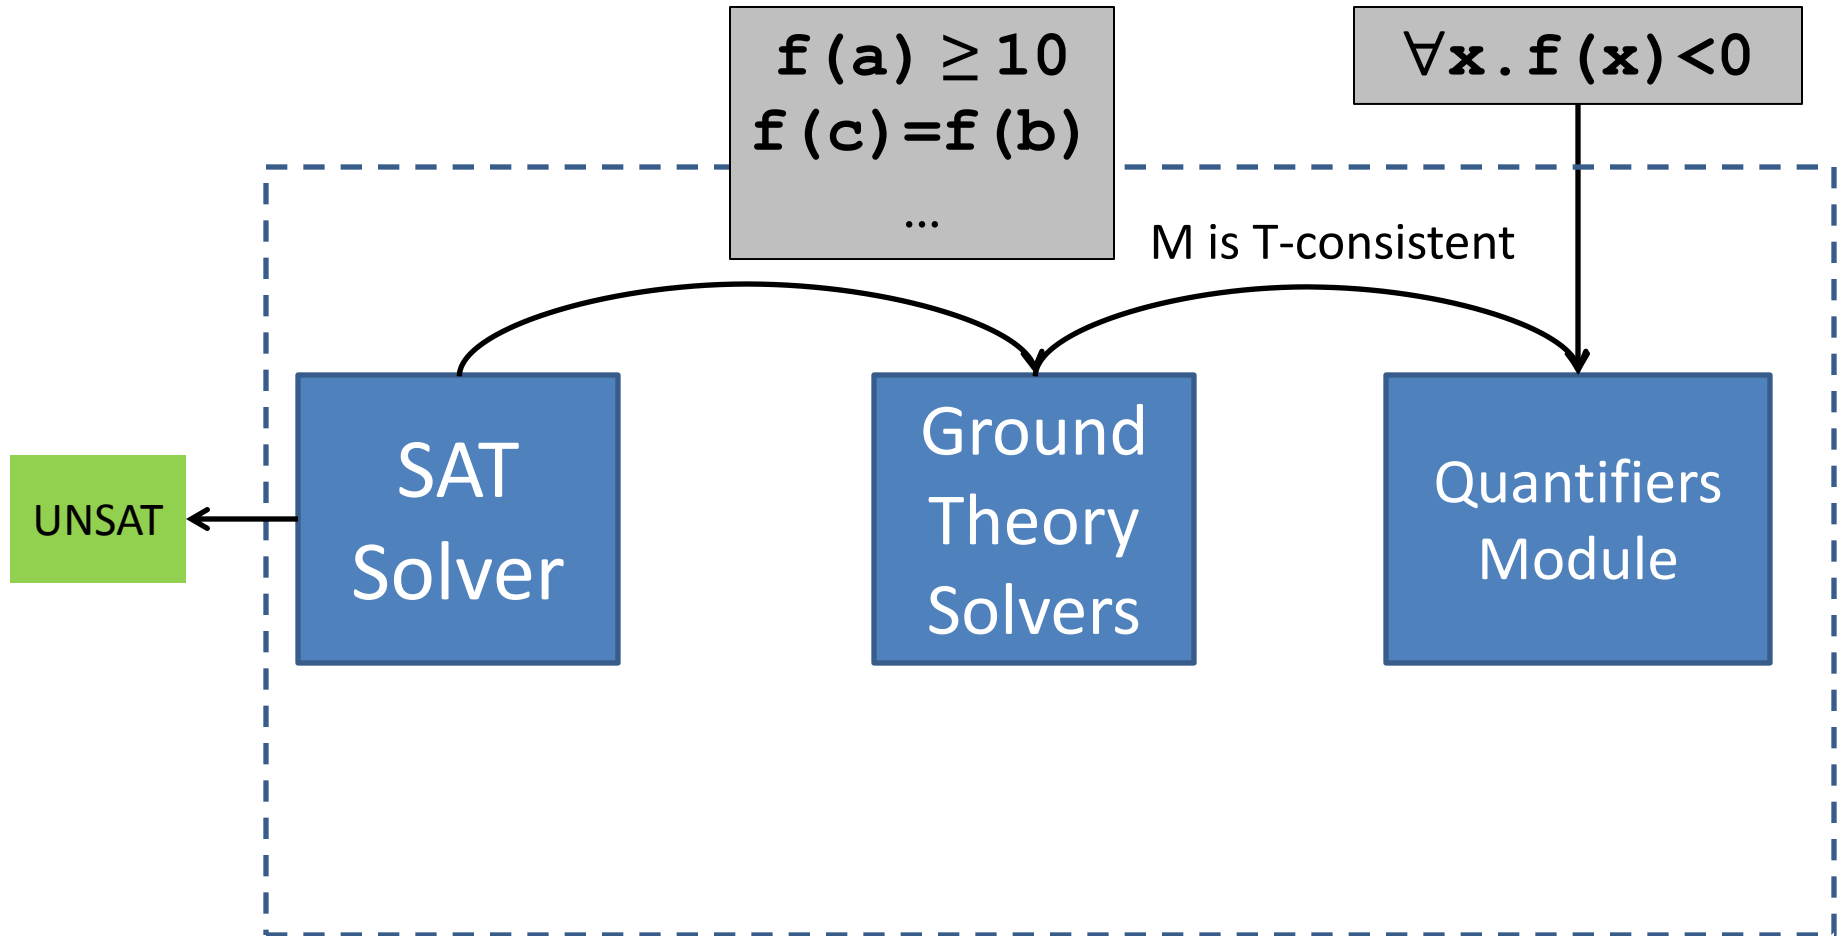 f(a) ≥ 10
f(c)=f(b)
…
∀x.f(x)<0
M is T-consistent
UNSAT
SAT
Solver
Ground
Theory
Solvers
Quantifiers
Module